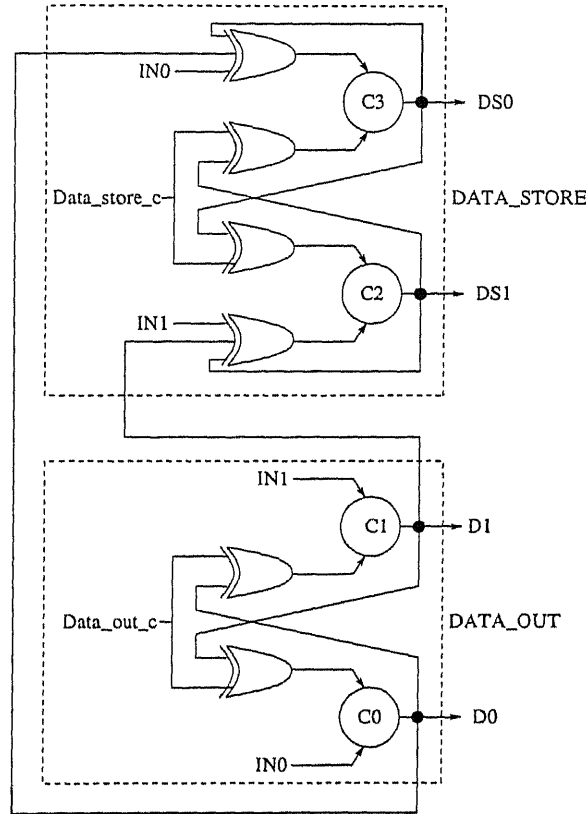 IN0
C3
DS0
Data_store_c
DATA_STORE
C2
DS1
IN1
IN1
C1
D1
Data_out_c
DATA_OUT
C0
D0
IN0